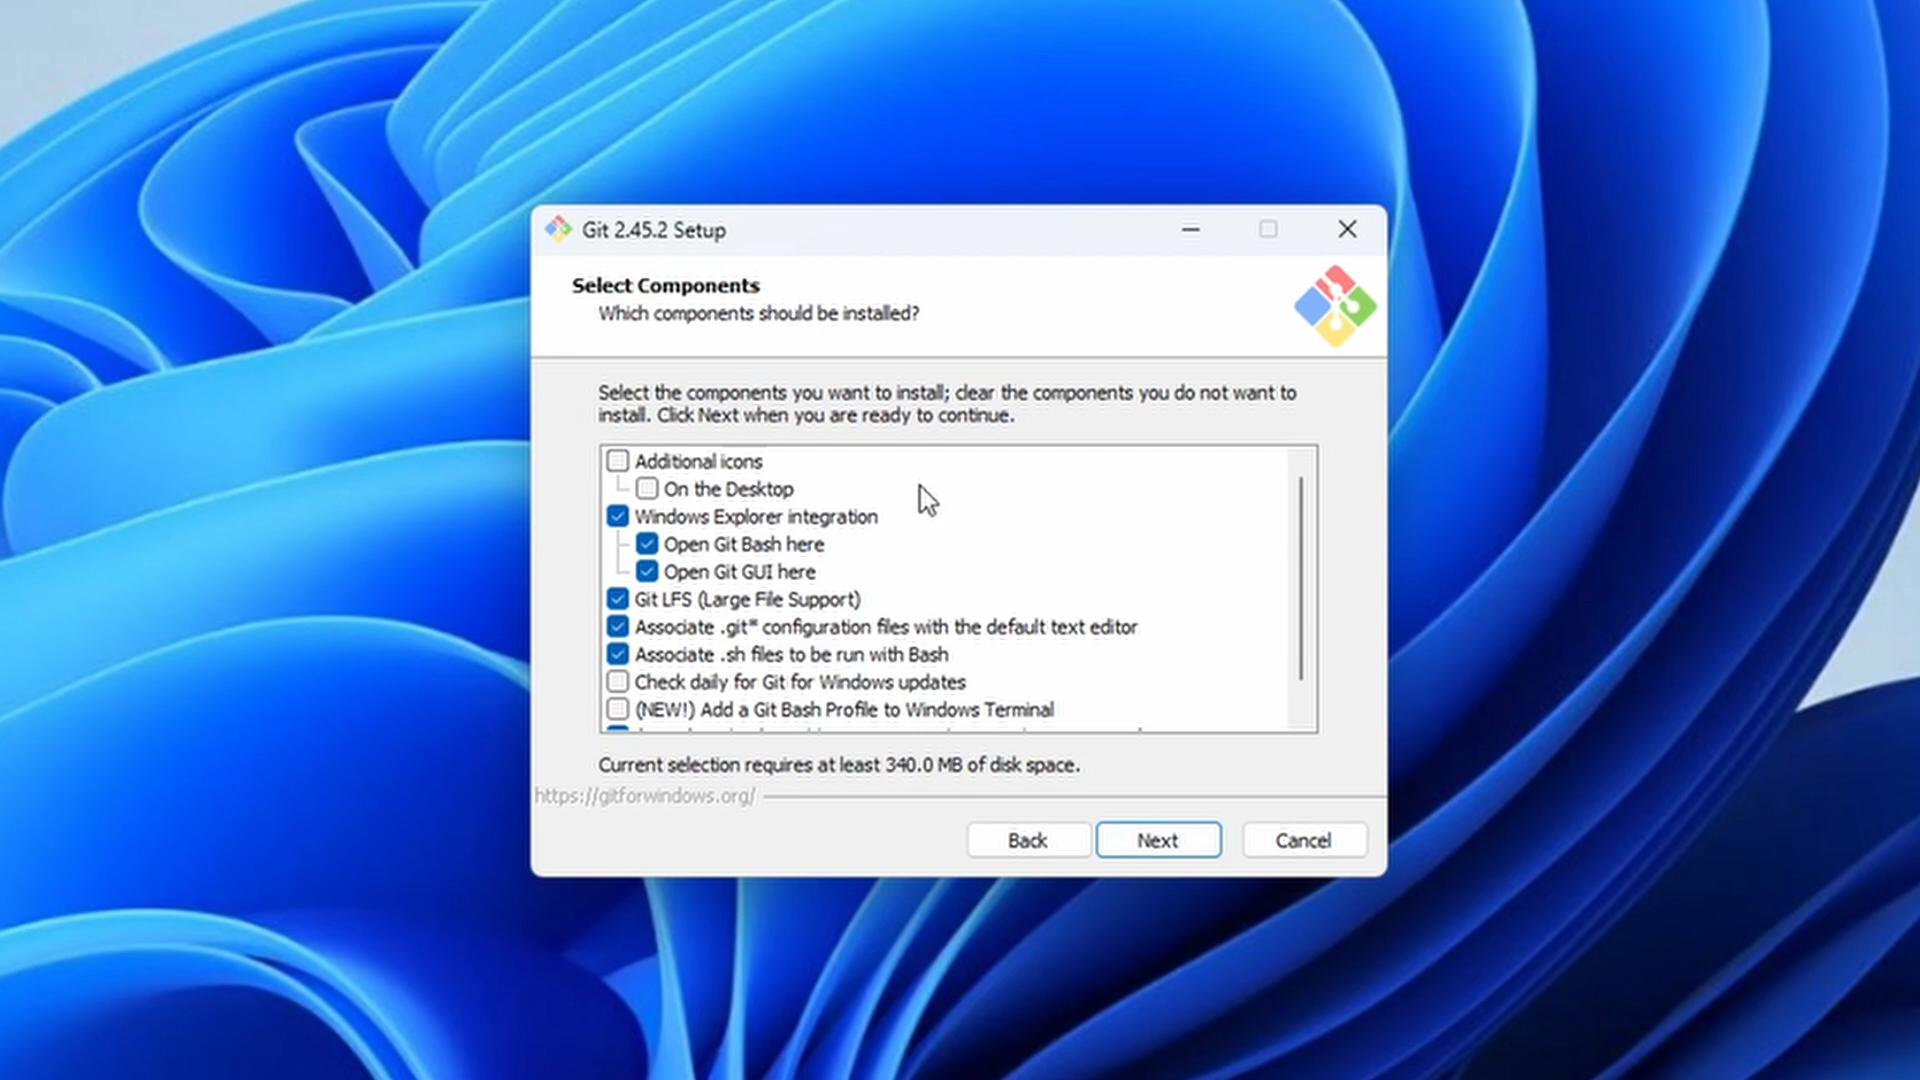 Git 2.45.2 Setup
Select Components
Which components should be installed?
Select the components you want to install; clear the components you do not want to
install. Click Next when you are ready to continue.
Additional icons
On the Desktop
Windows Explorer integration
Open Git Bash here
Open Git GUI here
Git LFS (Large File Support)
Associate .git* configuration files with the default text editor
Associate .sh files to be run with Bash
Check daily for Git for Windows updates
(NEW!) Add a Git Bash Profile to Windows Terminal
Current selection requires at least 340.0 MB of disk space.
https://gitforwindows.org/
Back
Next
Cancel